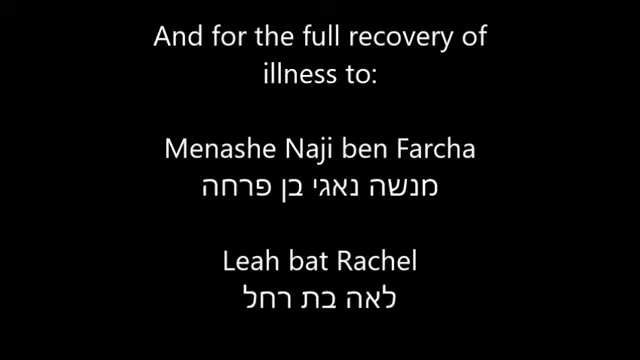 And for the full recovery of
illness to:
Menashe Naji ben Farcha
מנשה נאגי בן פרחה
Leah bat Rachel
לאה בת רחל